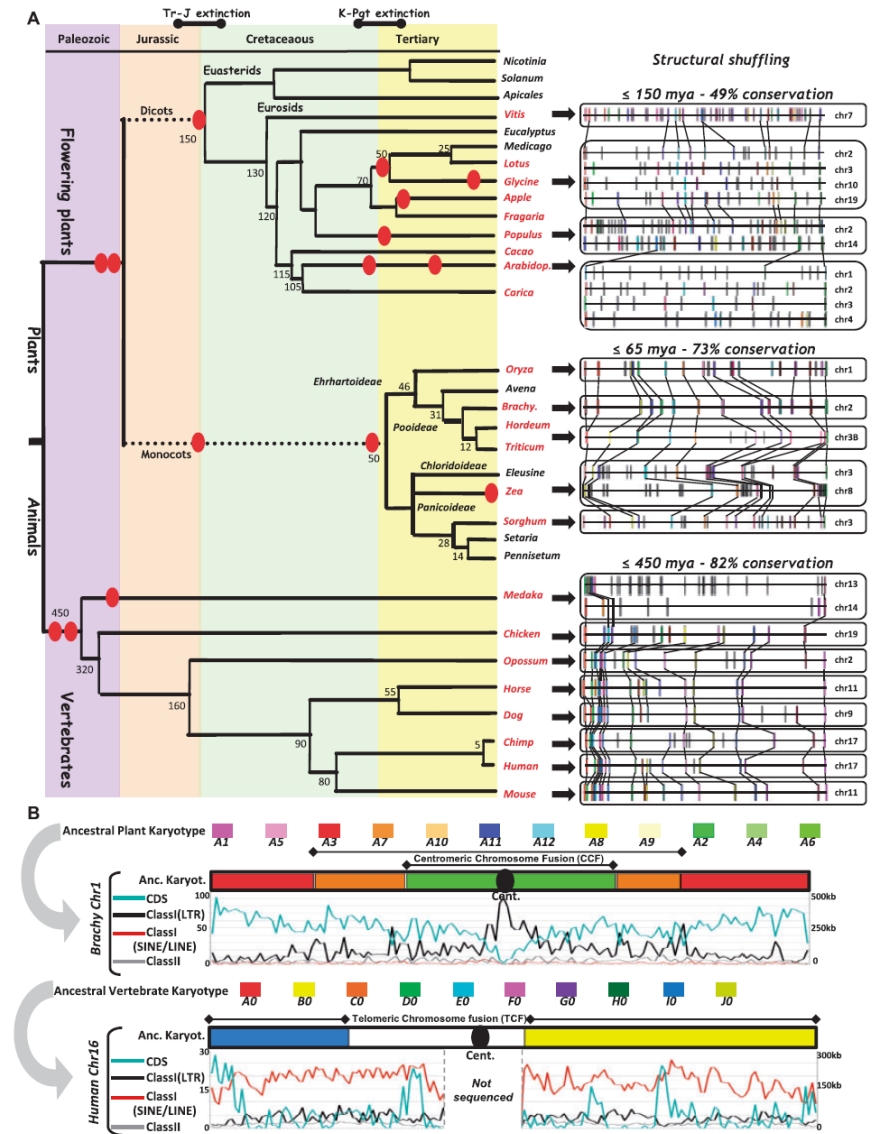 A
Tr-J extinction
K-Pgt extinction
Paleozoic
Jurassic
Cretaceaous
Tertiary
Structural shuffling
≤ 150 mya - 49% conservation
Flowering plants
Plants
Animals
Vertebrates
Euasterids
Dicots
150
Eurosids
130
120
115
105
70
50
25
Nicotinia
Solanum
Apicales
Vitis
Eucalyptus
Medicago
Lotus
Glycine
Apple
Fragaria
Populus
Cacao
Arabidop.
Carica
chr7
chr2
chr3
chr10
chr19
chr2
chr14
chr1
chr2
chr3
chr4
≤ 65 mya - 73% conservation
Monocots
Ehrhartoideae
46
31
Pooideae
12
50
Chloridoideae
Panicoideae
28
14
Oryza
Avena
Brachy.
Hordeum
Triticum
Eleusine
Zea
Sorghum
Setaria
Pennisetum
chr1
chr2
chr3B
chr3
chr8
chr3
≤ 450 mya - 82% conservation
450
320
160
90
80
55
5
Medaka
Chicken
Opossum
Horse
Dog
Chimp
Human
Mouse
chr13
chr14
chr19
chr2
chr11
chr9
chr17
chr17
chr11
B
Ancestral Plant Karyotype
A1 A5 A3 A7 A10 A11 A12 A8 A9 A2 A4 A6
Centromeric Chromosome Fusion (CCF)
Brachy Chr1
Anc. Karyot.
Cent.
CDS
ClassI(LTR)
ClassI
(SINE/LINE)
ClassII
100
50
0
500kb
250kb
0
Ancestral Vertebrate Karyotype
A0 B0 C0 D0 E0 F0 G0 H0 I0 J0
Telomeric Chromosome fusion (TCF)
Human Chr16
Anc. Karyot.
Cent.
Not
sequenced
CDS
ClassI(LTR)
ClassI
(SINE/LINE)
ClassII
30
15
0
300kb
150kb
0